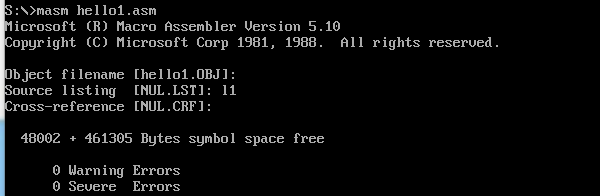 S:\>masm hello1.asm
Microsoft (R) Macro Assembler Version 5.10
Copyright (C) Microsoft Corp 1981, 1988.  All rights reserved.
Object filename [hello1.OBJ]:
Source listing  [NUL.LST]: l1
Cross-reference [NUL.CRF]:
48002 + 461305 Bytes symbol space free
0 Warning Errors
0 Severe  Errors